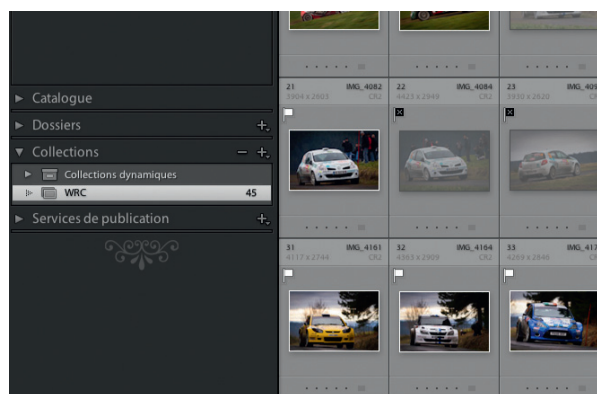 Catalogue
Dossiers
Collections
Collections dynamiques
WRC 45
Services de publication
21 IMG_4082
3904 x 2603 CR2
22 IMG_4084
4423 x 2949 CR2
23 IMG_409
3930 x 2620 CR
31 IMG_4161
4117 x 2744 CR2
32 IMG_4164
4363 x 2909 CR2
33 IMG_417
4269 x 2846 CR